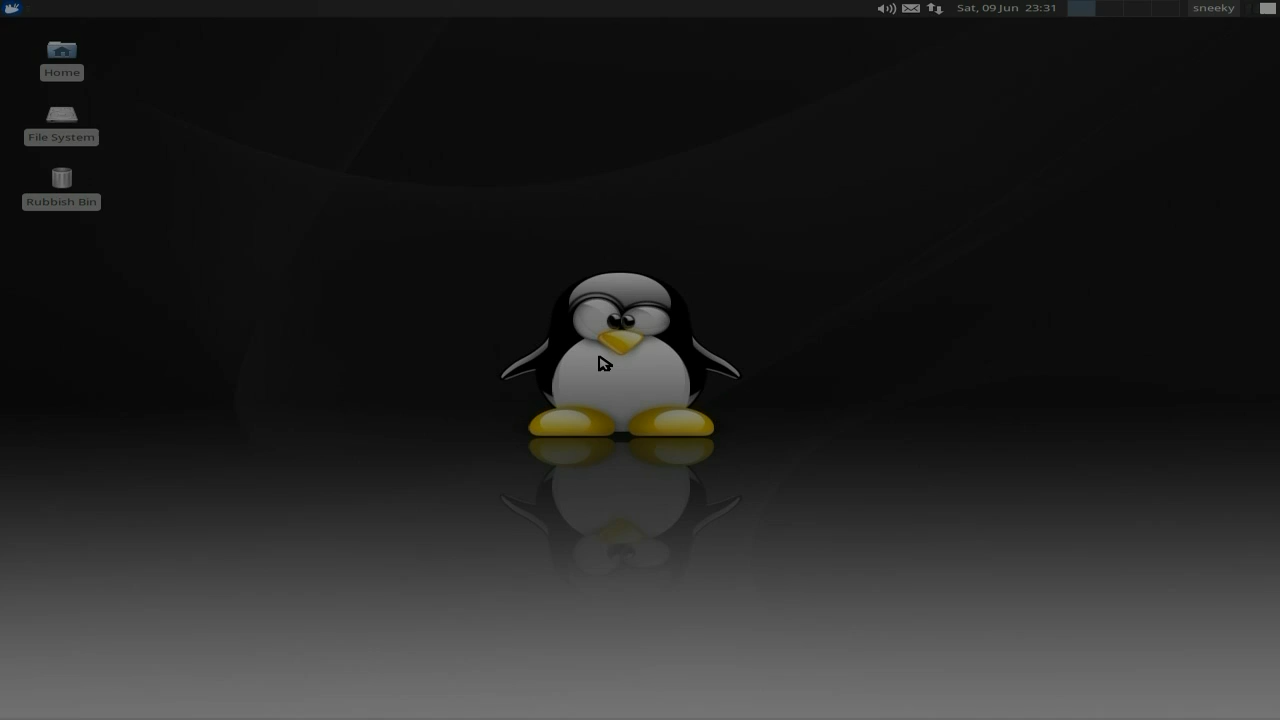 Sat, 09 Jun 23:31
sneeky
Home
File System
Rubbish Bin